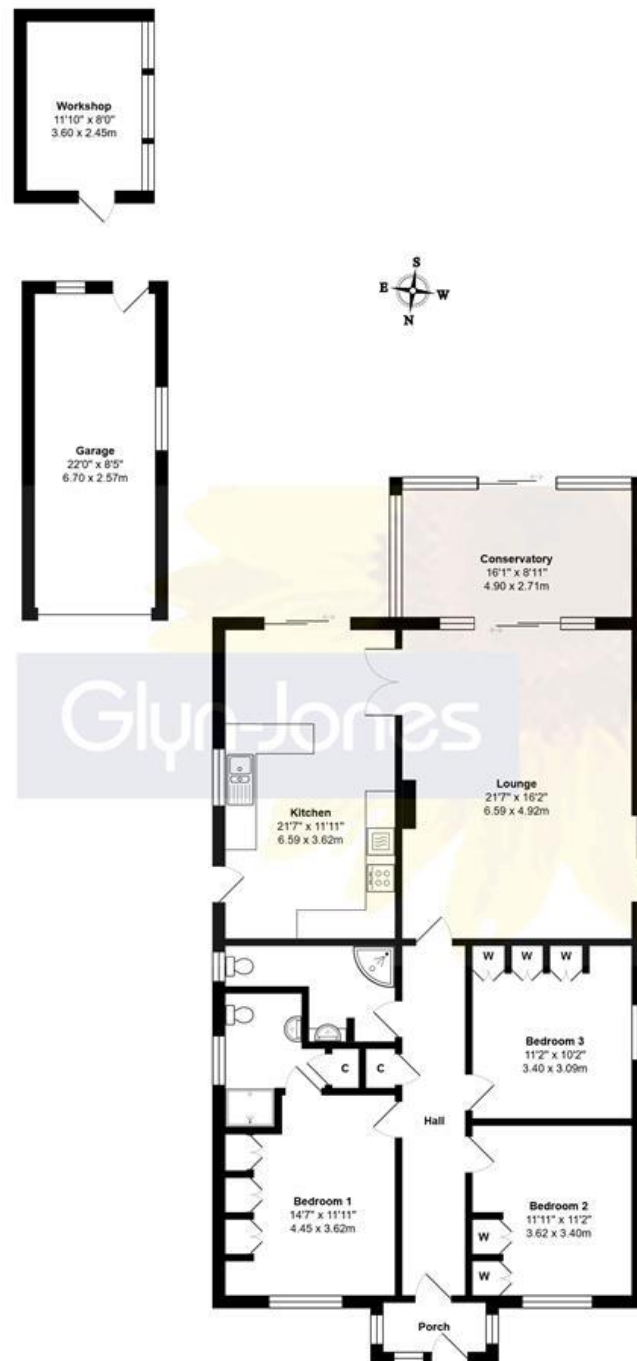 Workshop
11'10" x 8'0"
3.60 x 2.45m
S
E W
N
Garage
22'0" x 8'5"
6.70 x 2.57m
Conservatory
16'1" x 8'11"
4.90 x 2.71m
Glyn-Jones
Kitchen
21'7" x 11'11"
6.59 x 3.62m
Lounge
21'7" x 16'2"
6.59 x 4.92m
W W W
Bedroom 3
11'2" x 10'2"
3.40 x 3.09m
C C
Hall
Bedroom 1
14'7" x 11'11"
4.45 x 3.62m
Bedroom 2
11'11" x 11'2"
3.62 x 3.40m
W
W
Porch